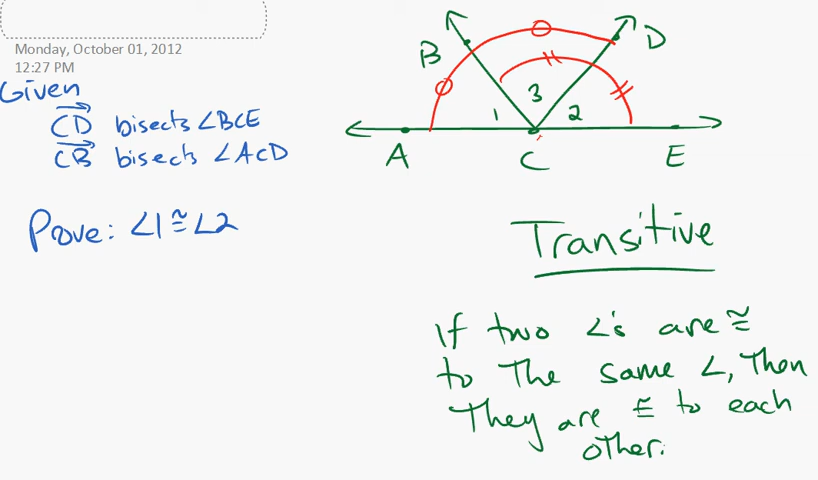 Monday, October 01, 2012
12:27 PM
Given
CD bisects ∠BCE
CB bisects ∠ACD
Prove: ∠1 ≅ ∠2
B
D
1
3
2
A
C
E
Transitive
If two ∠'s are ≅
to the same ∠, then
they are ≅ to each
other.